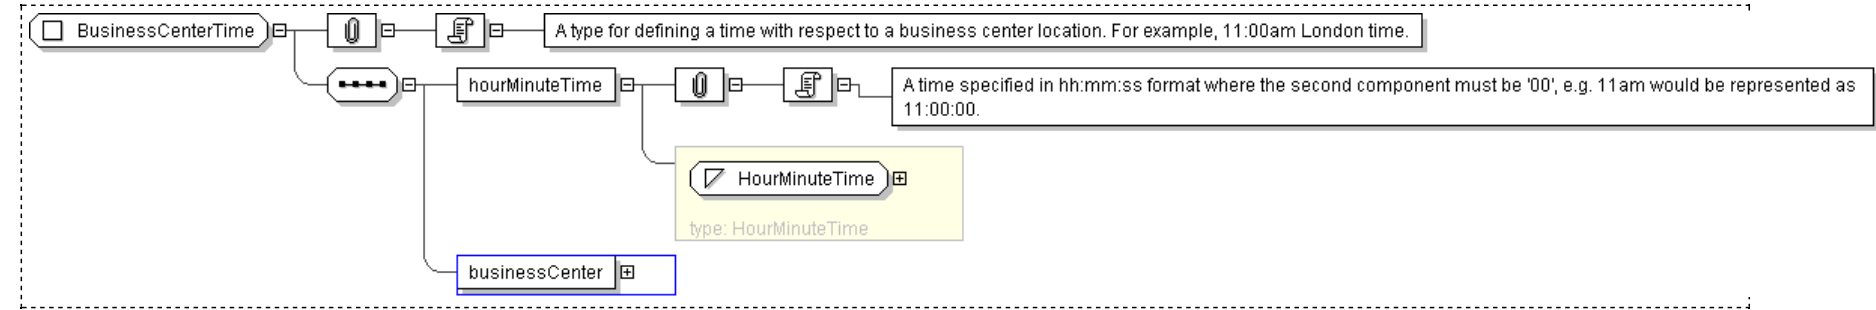 BusinessCenterTime
A type for defining a time with respect to a business center location. For example, 11:00am London time.
hourMinuteTime
A time specified in hh:mm:ss format where the second component must be '00', e.g. 11am would be represented as
11:00:00.
HourMinuteTime
type: HourMinuteTime
businessCenter